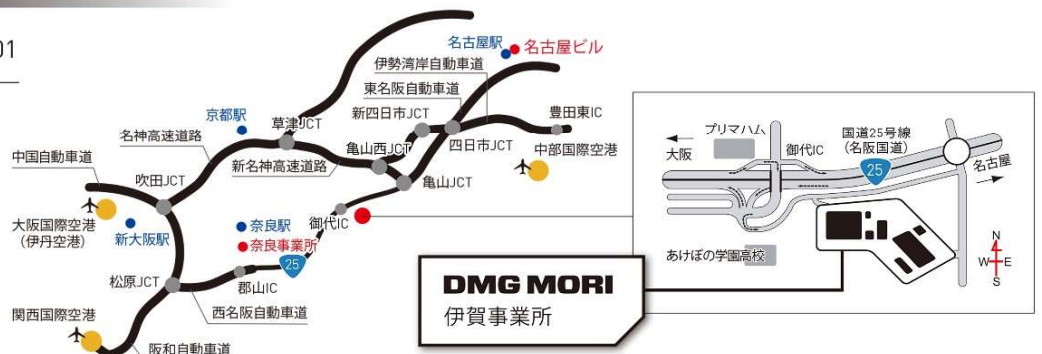 01
名古屋駅
名古屋ビル
伊勢湾岸自動車道
東名阪自動車道
新四日市JCT
豊田東IC
京都駅
草津JCT
名神高速道路
亀山西JCT
四日市JCT
中部国際空港
中国自動車道
新名神高速道路
吹田JCT
亀山JCT
大阪国際空港
(伊丹空港)
新大阪駅
奈良駅
奈良事業所
御代IC
25
松原JCT
郡山IC
西名阪自動車道
関西国際空港
阪和自動車道
プリマハム
大阪
御代IC
国道25号線
(名阪国道)
25
名古屋
あけぼの学園高校
N
W
E
S
DMG MORI
伊賀事業所